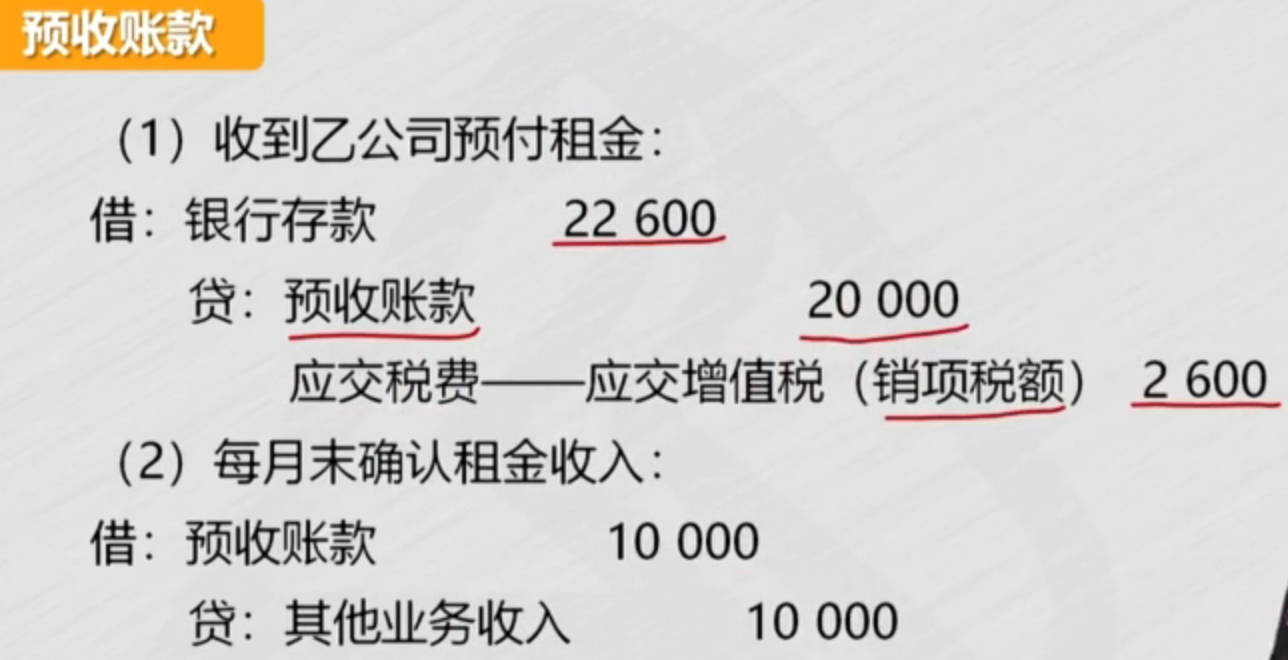 预收账款
（1）收到乙公司预付租金：
借：银行存款 22 600
贷：预收账款 20 000
应交税费——应交增值税（销项税额） 2 600
（2）每月末确认租金收入：
借：预收账款 10 000
贷：其他业务收入 10 000